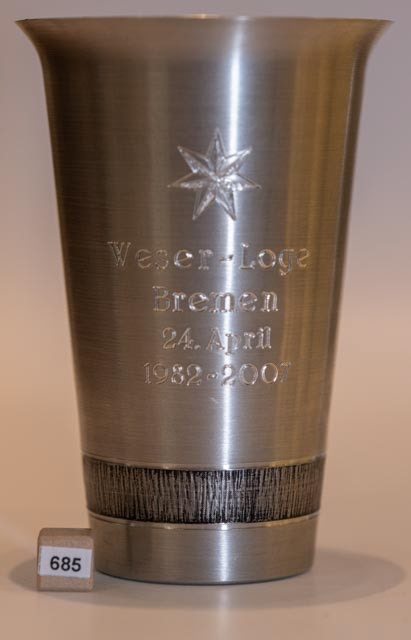 Weser-Loge
Bremen
24. April
1982-2007
685